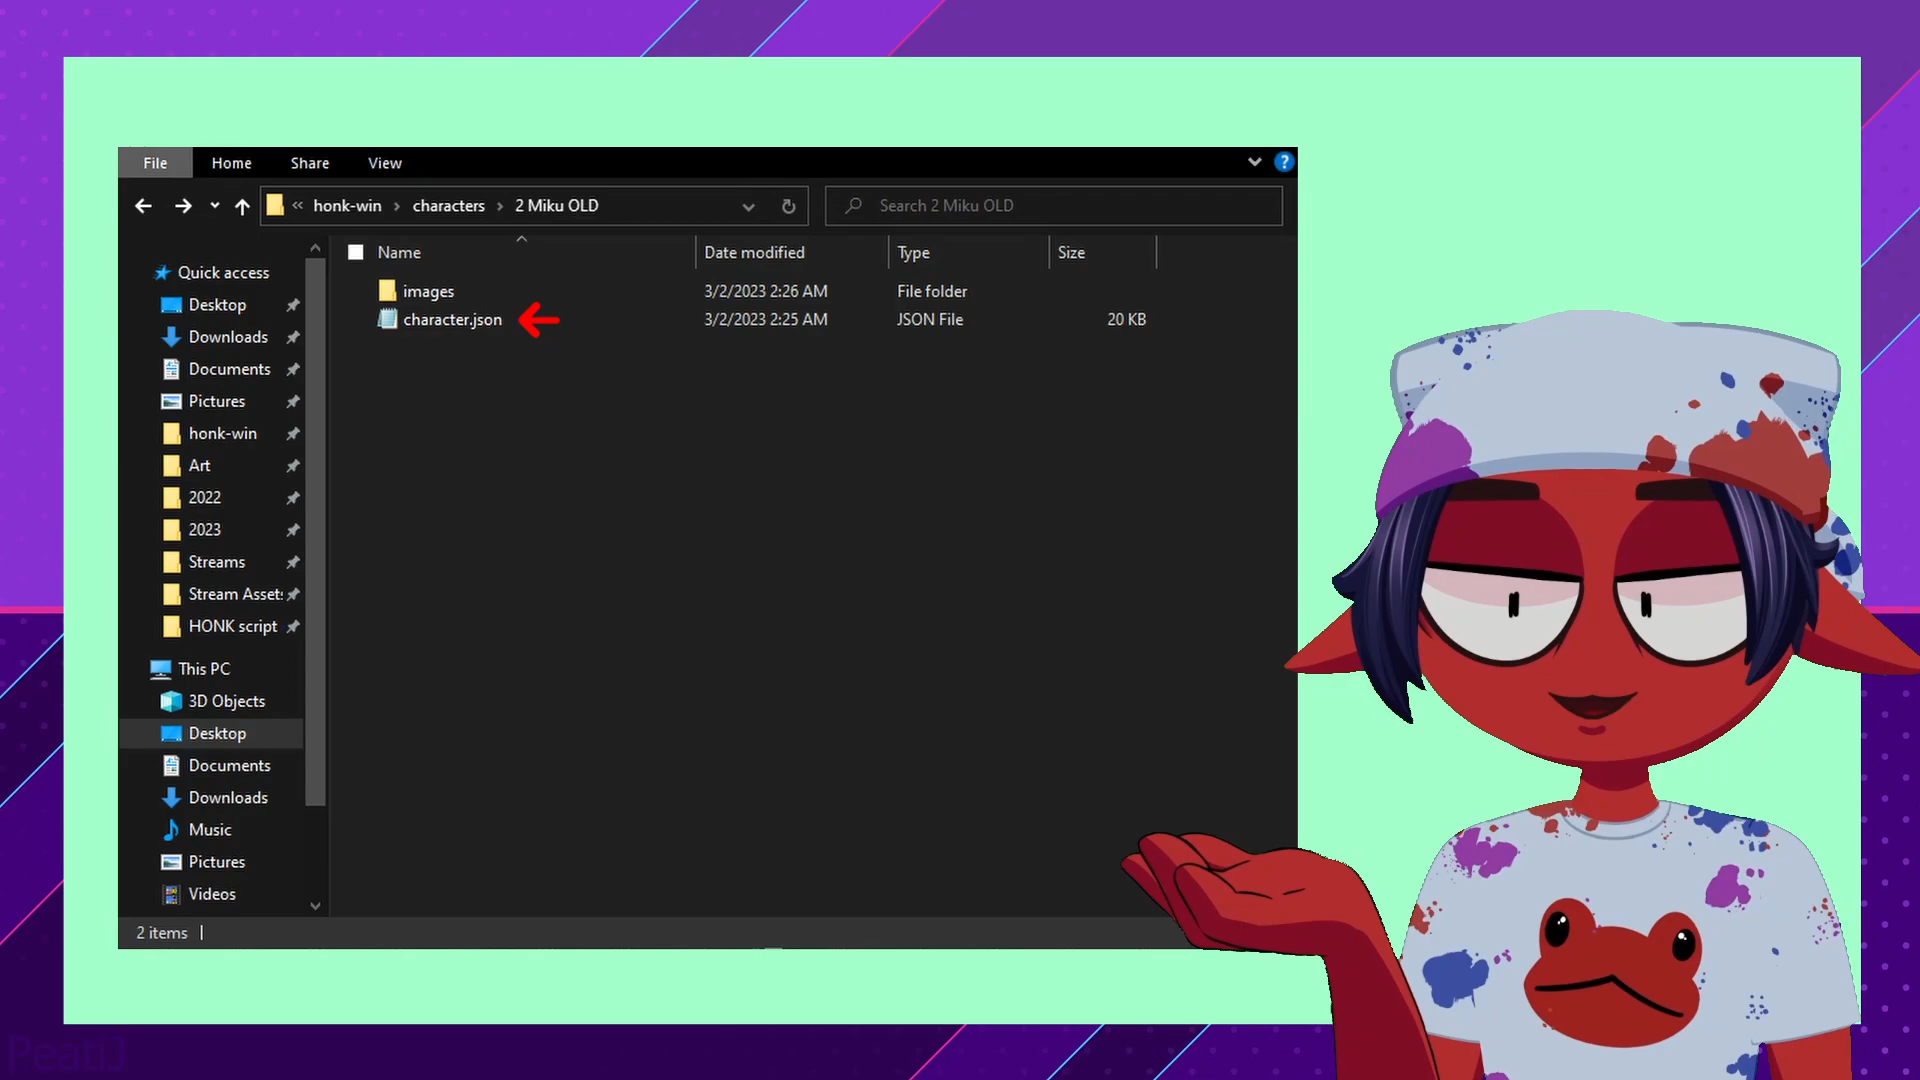 File Home Share View
?
« honk-win > characters > 2 Miku OLD
Search 2 Miku OLD
Name Date modified Type Size
images 3/2/2023 2:26 AM File folder
character.json 3/2/2023 2:25 AM JSON File 20 KB
Quick access
Desktop
Downloads
Documents
Pictures
honk-win
Art
2022
2023
Streams
Stream Assets
HONK script
This PC
3D Objects
Desktop
Documents
Downloads
Music
Pictures
Videos
2 items